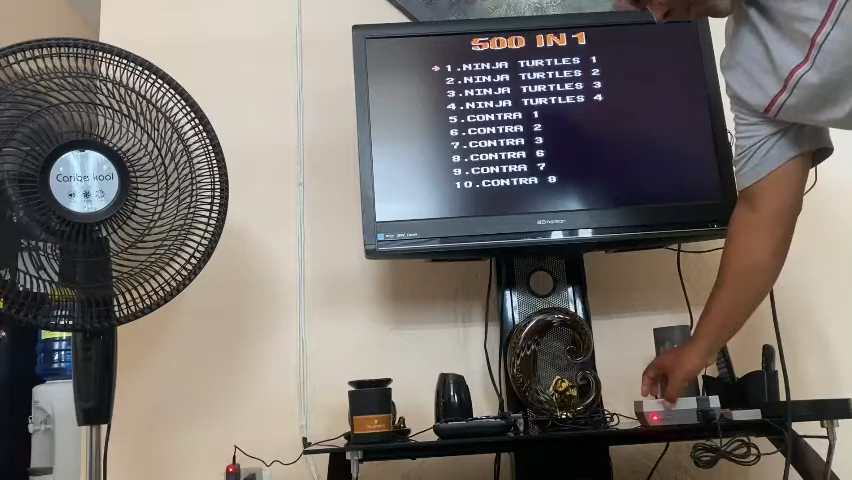 500 IN 1
1.NINJA TURTLES 1
2.NINJA TURTLES 2
3.NINJA TURTLES 3
4.NINJA TURTLES 4
5.CONTRA 1
6.CONTRA 2
7.CONTRA 3
8.CONTRA 6
9.CONTRA 7
10.CONTRA 8
Caribe kool
Emerson